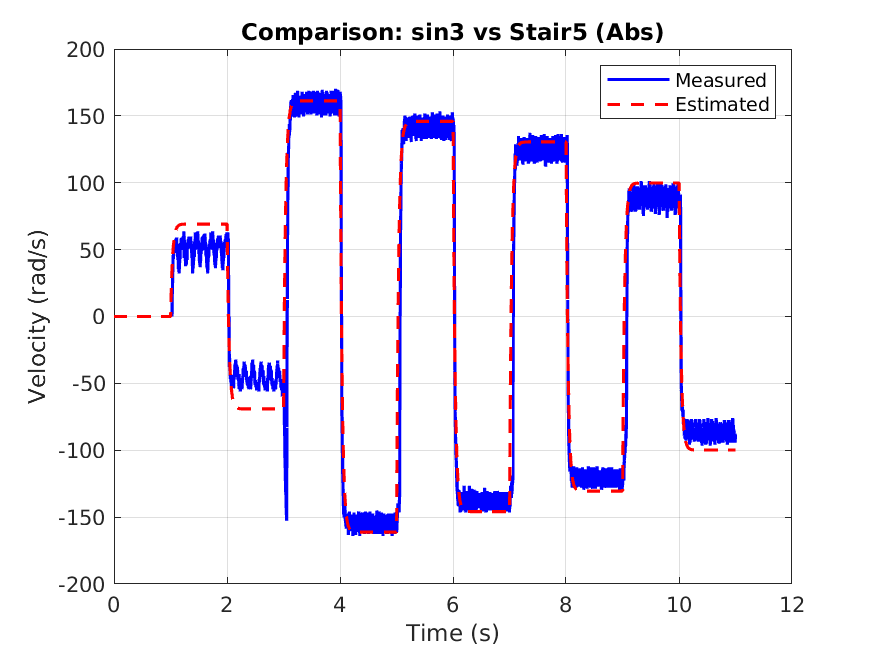 Comparison: sin3 vs Stair5 (Abs)
Measured
Estimated
Velocity (rad/s)
200
150
100
50
0
-50
-100
-150
-200
0 2 4 6 8 10 12
Time (s)